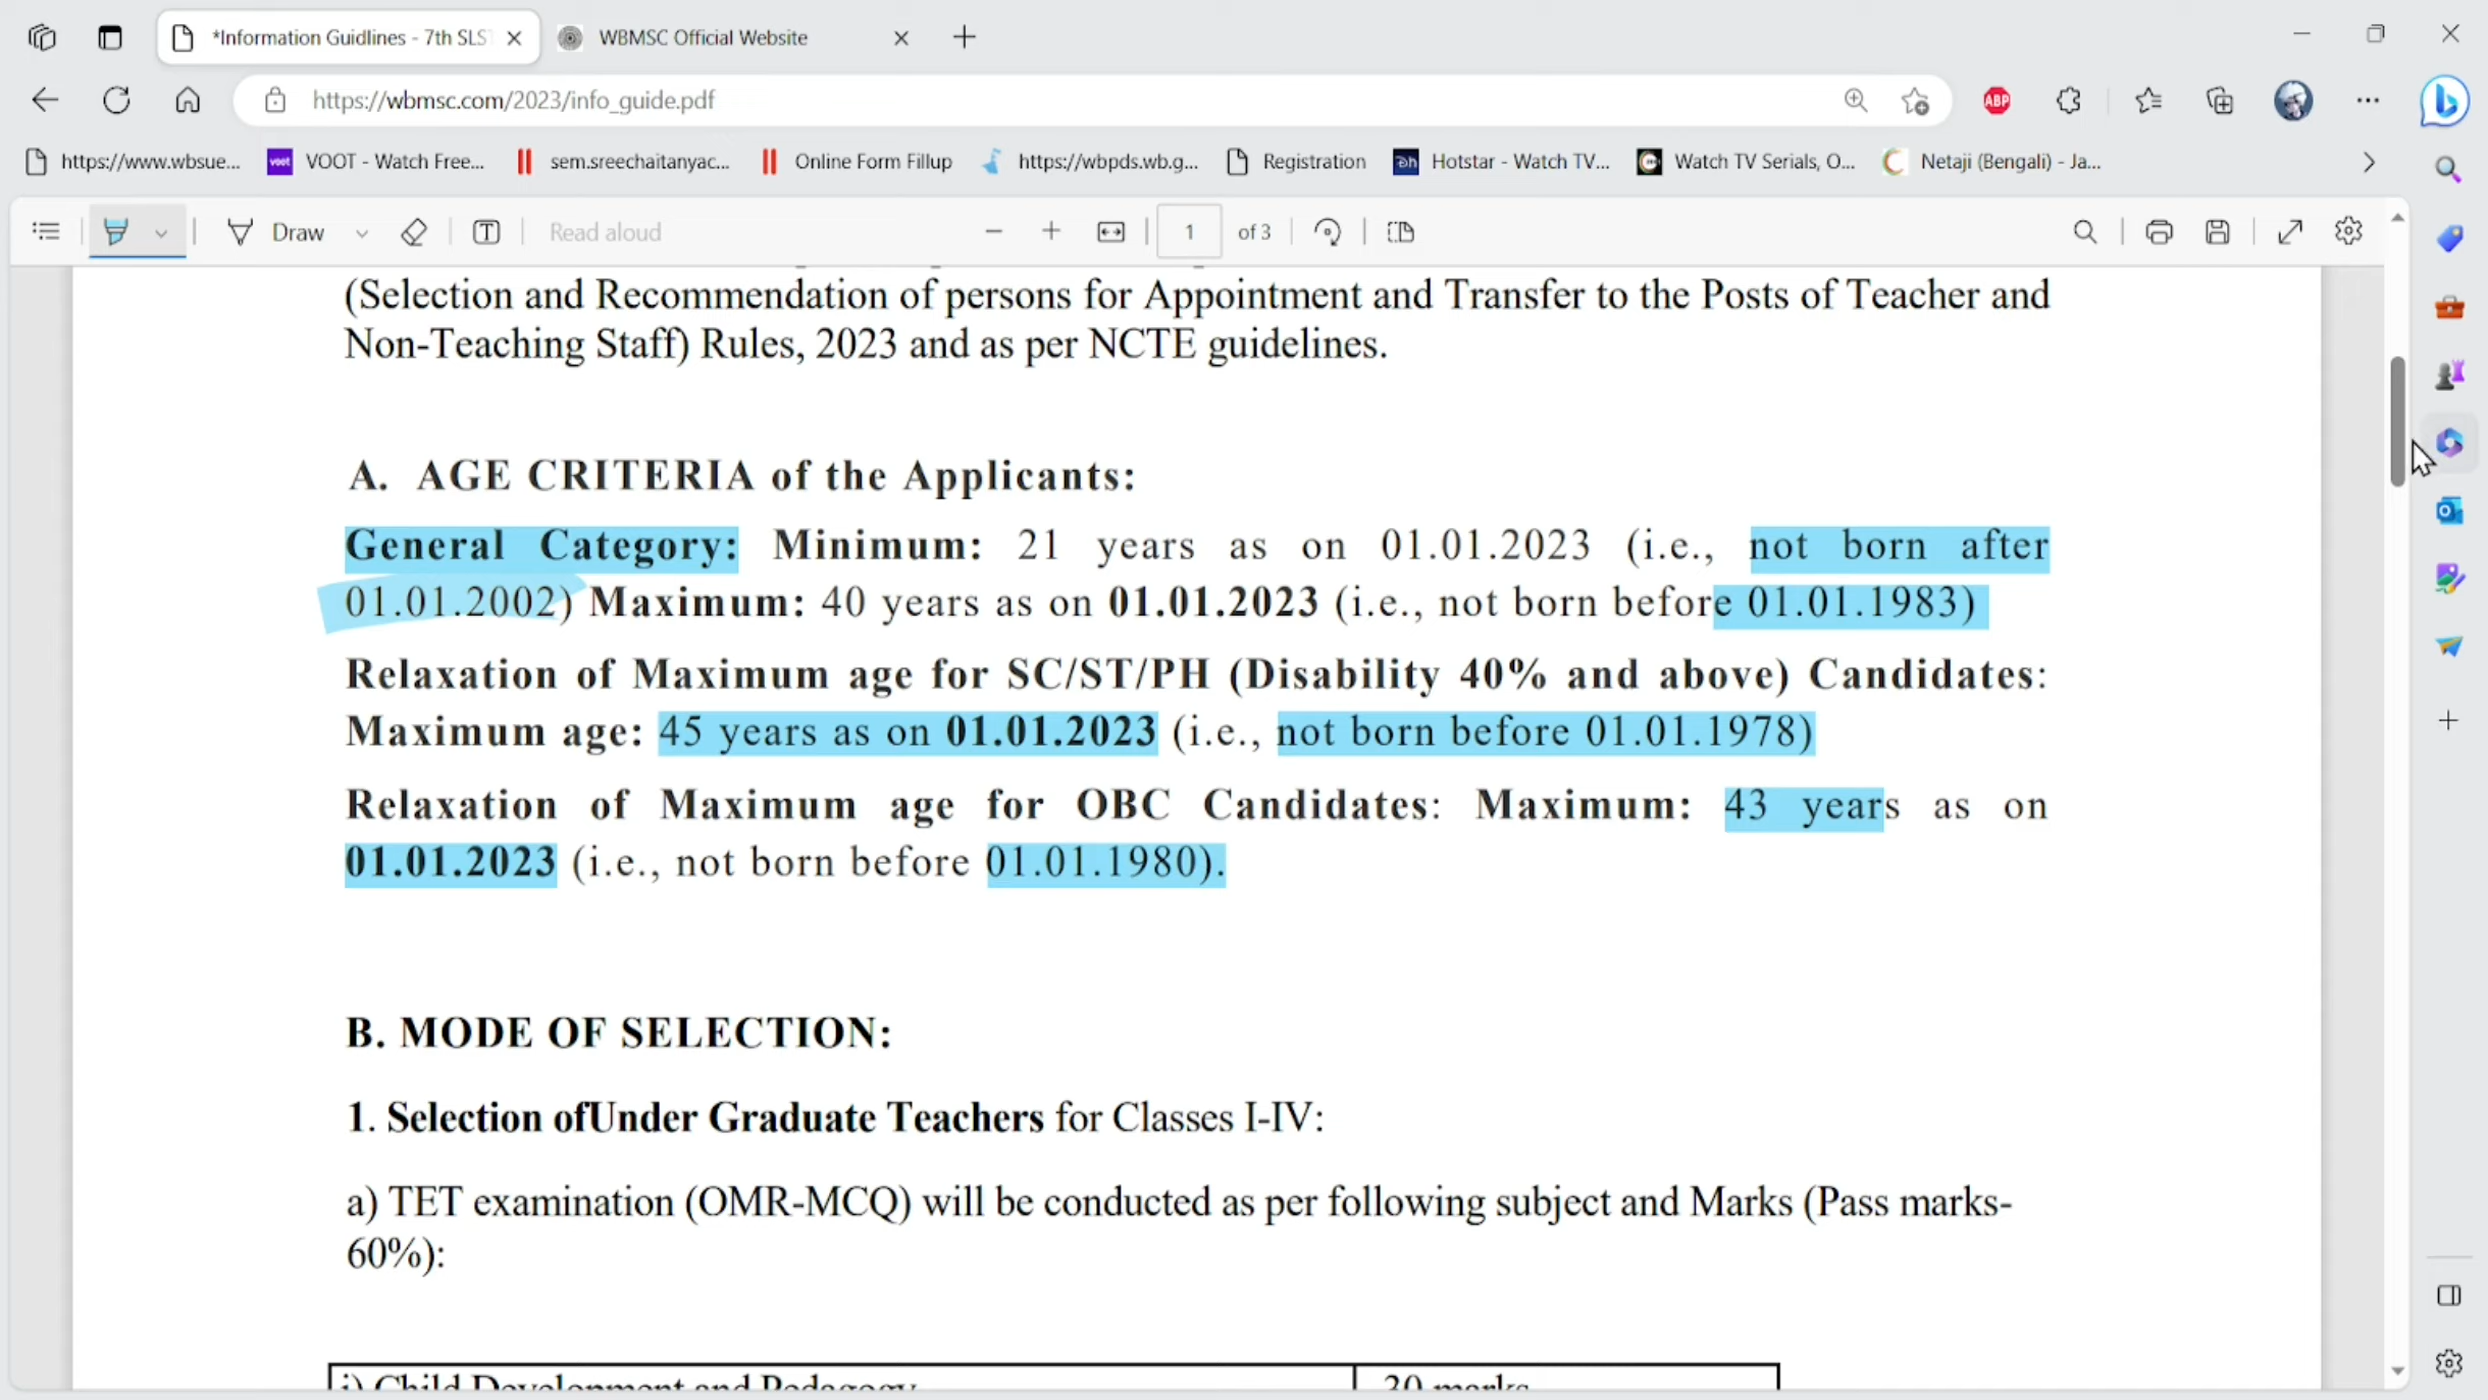 *Information Guidlines - 7th SLS
WBMSC Official Website
https://wbmsc.com/2023/info_guide.pdf
ABP
https://www.wbsue...
voot
VOOT - Watch Free...
sem.sreechaitanyac...
Online Form Fillup
https://wbpds.wb.g...
Registration
Hotstar - Watch TV...
Watch TV Serials, O...
Netaji (Bengali) - Ja...
Draw
Read aloud
1
of 3
(Selection and Recommendation of persons for Appointment and Transfer to the Posts of Teacher and
Non-Teaching Staff) Rules, 2023 and as per NCTE guidelines.
A. AGE CRITERIA of the Applicants:
General Category: Minimum: 21 years as on 01.01.2023 (i.e., not born after
01.01.2002) Maximum: 40 years as on 01.01.2023 (i.e., not born before 01.01.1983)
Relaxation of Maximum age for SC/ST/PH (Disability 40% and above) Candidates:
Maximum age: 45 years as on 01.01.2023 (i.e., not born before 01.01.1978)
Relaxation of Maximum age for OBC Candidates: Maximum: 43 years as on
01.01.2023 (i.e., not born before 01.01.1980).
B. MODE OF SELECTION:
1. Selection ofUnder Graduate Teachers for Classes I-IV:
a) TET examination (OMR-MCQ) will be conducted as per following subject and Marks (Pass marks-
60%):
i) Child Development and Pedagogy
30 marks